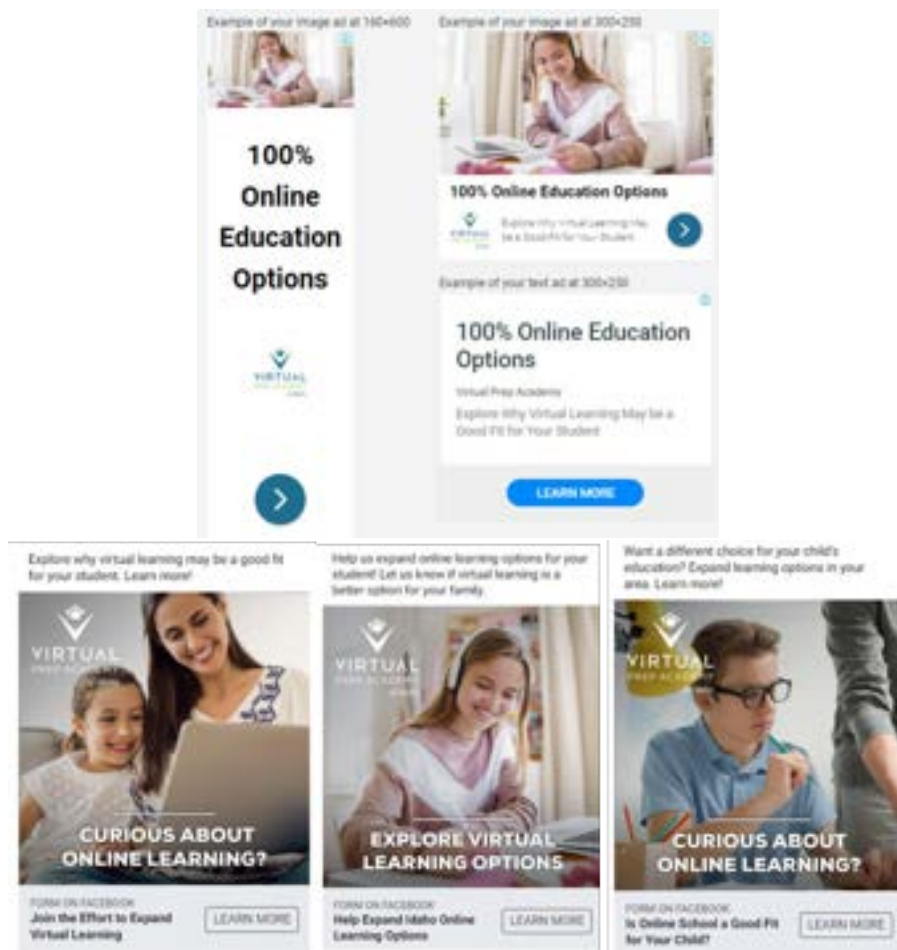 Example of your image ad at 160×600
100%
Online
Education
Options
VIRTUAL
Example of your image ad at 300×250
100% Online Education Options
VIRTUAL
Explore Why Virtual Learning May
be a Good Fit for Your Student
Example of your text ad at 300×250
100% Online Education
Options
Virtual Prep Academy
Explore Why Virtual Learning May be a
Good Fit for Your Student
LEARN MORE
Explore why virtual learning may be a good fit
for your student. Learn more!
VIRTUAL
PREP ACADEMY
CURIOUS ABOUT
ONLINE LEARNING?
FORM ON FACEBOOK
Join the Effort to Expand
Virtual Learning
LEARN MORE
Help us expand online learning options for your
student! Let us know if virtual learning is a
better option for your family.
VIRTUAL
PREP ACADEMY
EXPLORE VIRTUAL
LEARNING OPTIONS
FORM ON FACEBOOK
Help Expand Idaho Online
Learning Options
LEARN MORE
Want a different choice for your child's
education? Expand learning options in your
area. Learn more!
VIRTUAL
PREP ACADEMY
CURIOUS ABOUT
ONLINE LEARNING?
FORM ON FACEBOOK
Is Online School a Good Fit
for Your Child?
LEARN MORE